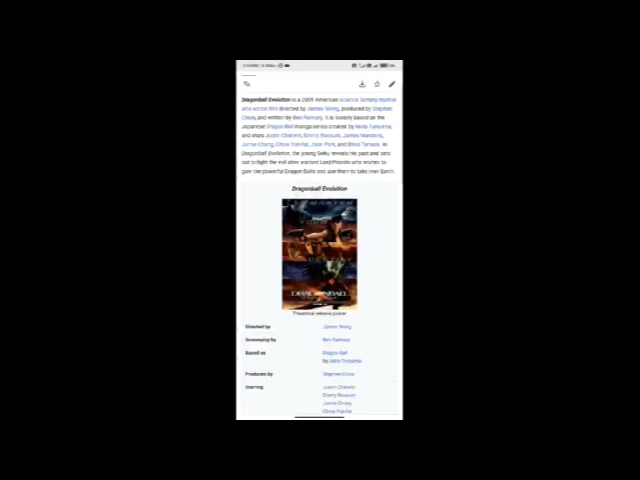 Dragonball Evolution is a 2009 American science fantasy martial
arts action film directed by James Wong, produced by Stephen
Chow, and written by Ben Ramsey. It is loosely based on the
Japanese Dragon Ball manga series created by Akira Toriyama,
and stars Justin Chatwin, Emmy Rossum, James Marsters,
Jamie Chung, Chow Yun-fat, Joon Park, and Eriko Tamura. In
Dragonball Evolution, the young Goku reveals his past and sets
out to fight the evil alien warlord Lord Piccolo who wishes to
gain the powerful Dragon Balls and use them to take over Earth.
Dragonball Evolution
DRAGONBALL
Theatrical release poster
Directed by James Wong
Screenplay by Ben Ramsey
Based on Dragon Ball
by Akira Toriyama
Produced by Stephen Chow
Starring Justin Chatwin
Emmy Rossum
Jamie Chung
Chow Yun-fat